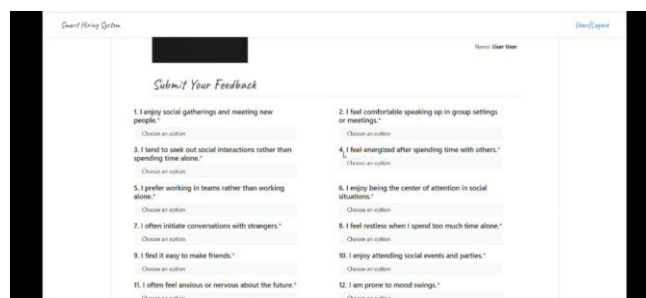 Smart Hiring System
User/Logout
Name: User User
Submit Your Feedback
1. I enjoy social gatherings and meeting new
people.*
Choose an option
2. I feel comfortable speaking up in group settings
or meetings.*
Choose an option
3. I tend to seek out social interactions rather than
spending time alone.*
Choose an option
4. I feel energized after spending time with others.*
Choose an option
5. I prefer working in teams rather than working
alone.*
Choose an option
6. I enjoy being the center of attention in social
situations.*
Choose an option
7. I often initiate conversations with strangers.*
Choose an option
8. I feel restless when I spend too much time alone.*
Choose an option
9. I find it easy to make friends.*
Choose an option
10. I enjoy attending social events and parties.*
Choose an option
11. I often feel anxious or nervous about the future.*
Choose an option
12. I am prone to mood swings.*
Choose an option